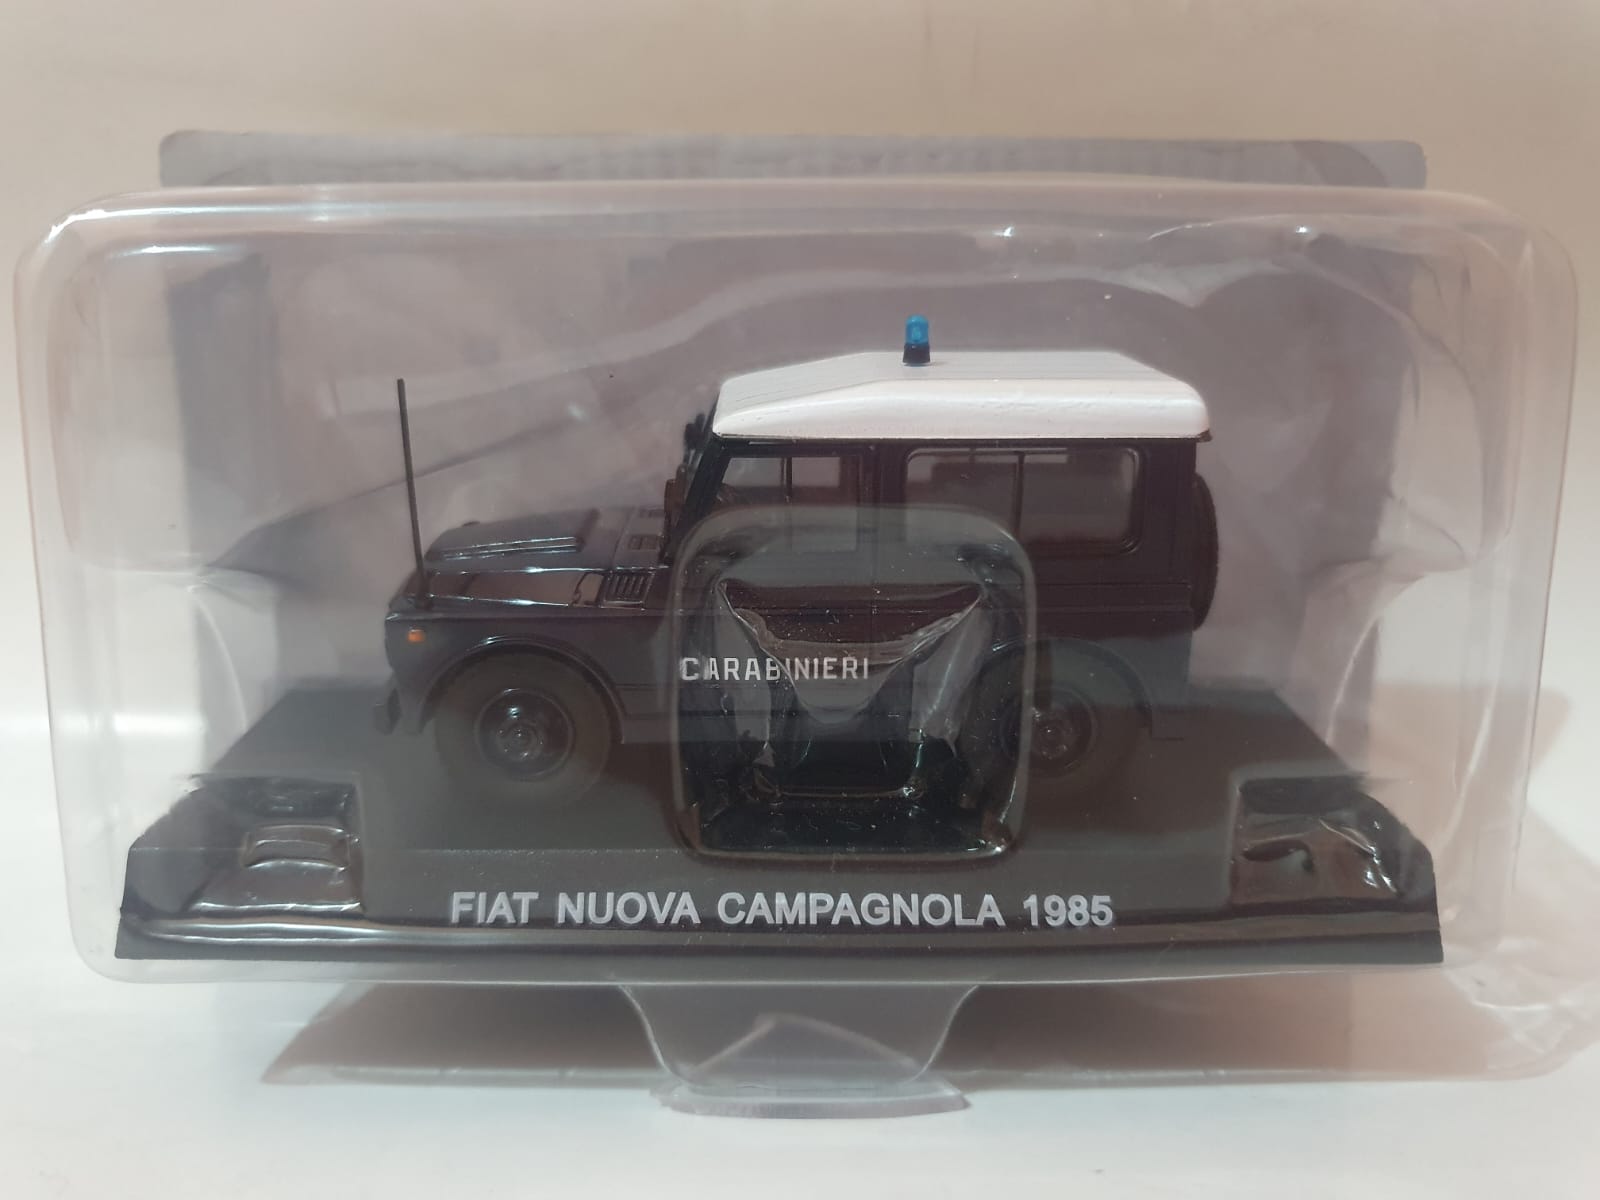 CARABINIERI
FIAT NUOVA CAMPAGNOLA 1985